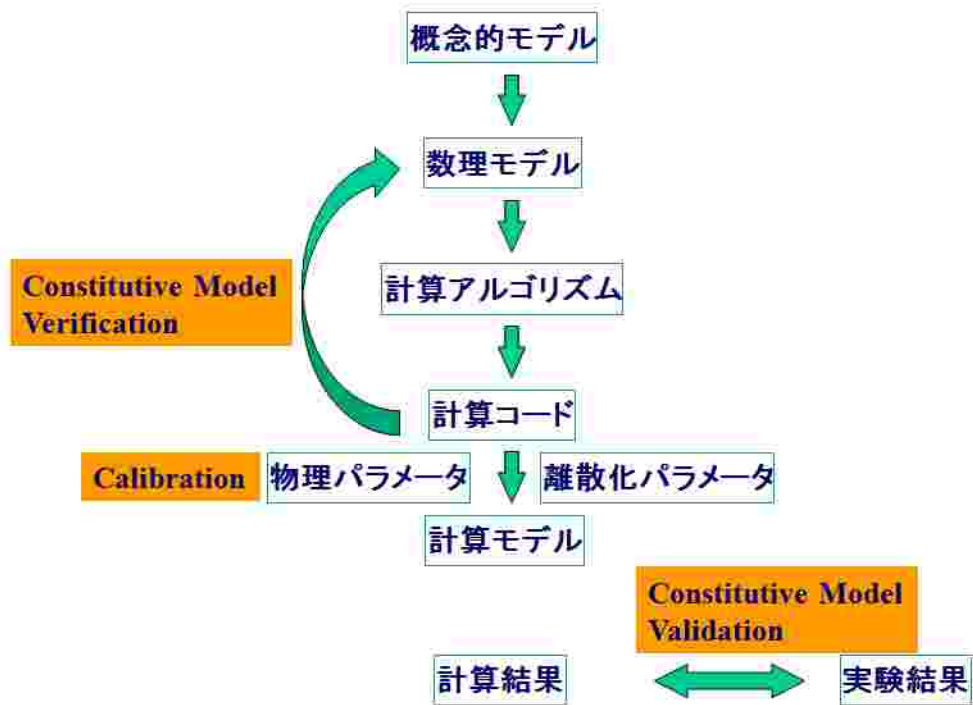 概念的モデル
数理モデル
計算アルゴリズム
Constitutive Model
Verification
計算コード
Calibration
物理パラメータ
離散化パラメータ
計算モデル
Constitutive Model
Validation
計算結果
実験結果